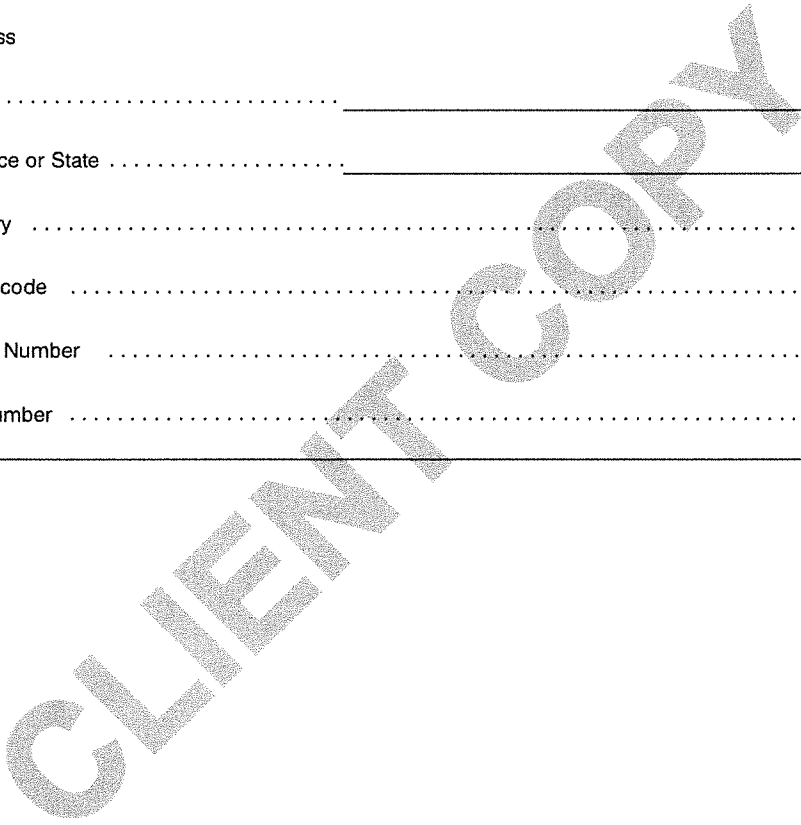 ss
. . . . . . . . . . . . . . . . . . . . . . . . . . . .
ce or State . . . . . . . . . . . . . . . . . . . .
y . . . . . . . . . . . . . . . . . . . . . . . . . . . . . . . . . . . . . . . . . . . . . . . . . . . . . . . . . . . . . . .
code . . . . . . . . . . . . . . . . . . . . . . . . . . . . . . . . . . . . . . . . . . . . . . . . . . . . . . . . . . . .
Number . . . . . . . . . . . . . . . . . . . . . . . . . . . . . . . . . . . . . . . . . . . . . . . . . . . . . . . . .
umber . . . . . . . . . . . . . . . . . . . . . . . . . . . . . . . . . . . . . . . . . . . . . . . . . . . . . . . . . . . .
CLIENT COPY